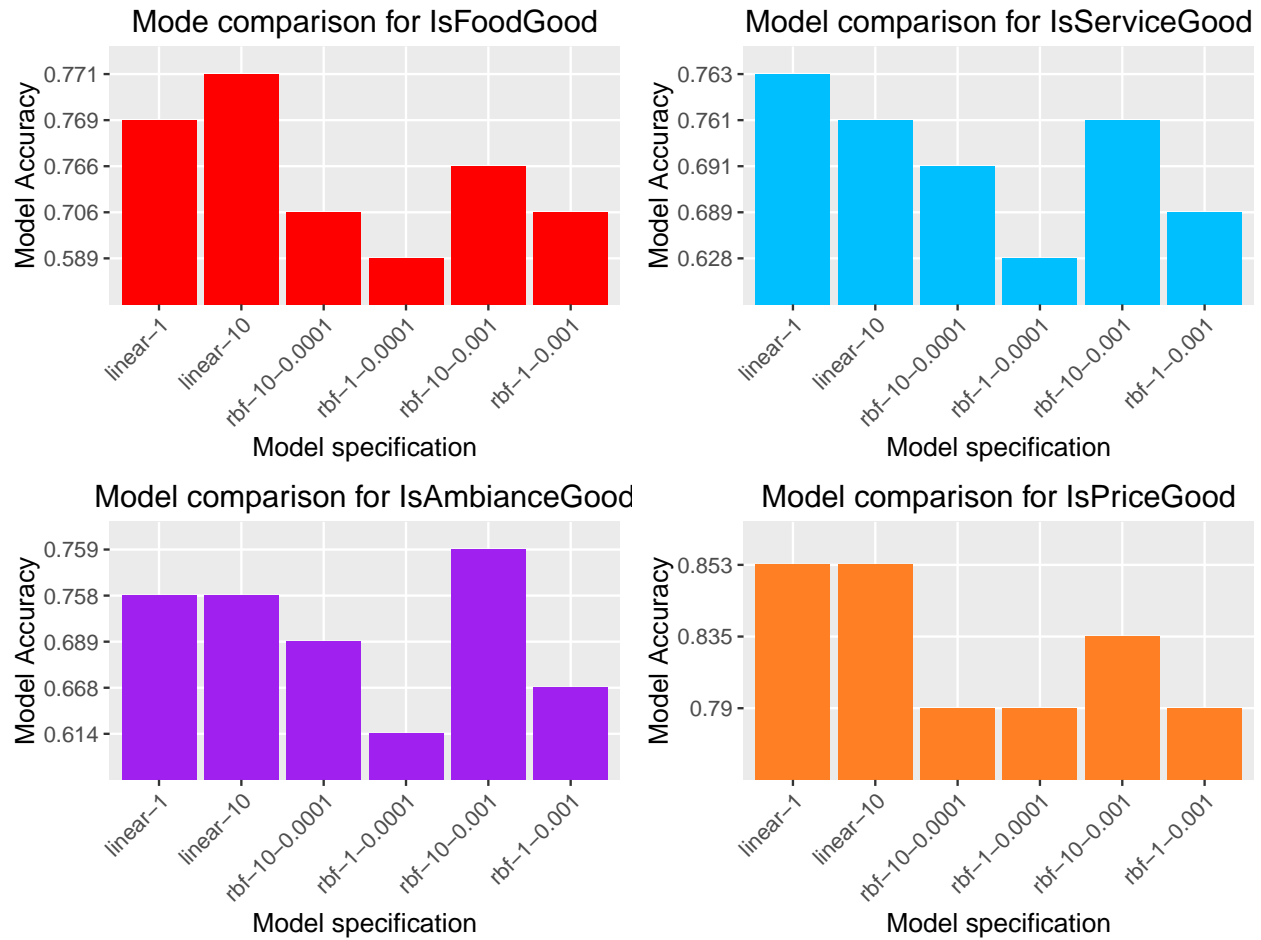 Mode comparison for IsFoodGood
Model Accuracy
0.771
0.769
0.766
0.706
0.589
linear−1
linear−10
rbf−10−0.0001
rbf−1−0.0001
rbf−10−0.001
rbf−1−0.001
Model specification
Model comparison for IsServiceGood
Model Accuracy
0.763
0.761
0.691
0.689
0.628
linear−1
linear−10
rbf−10−0.0001
rbf−1−0.0001
rbf−10−0.001
rbf−1−0.001
Model specification
Model comparison for IsAmbianceGood
Model Accuracy
0.759
0.758
0.689
0.668
0.614
linear−1
linear−10
rbf−10−0.0001
rbf−1−0.0001
rbf−10−0.001
rbf−1−0.001
Model specification
Model comparison for IsPriceGood
Model Accuracy
0.853
0.835
0.79
linear−1
linear−10
rbf−10−0.0001
rbf−1−0.0001
rbf−10−0.001
rbf−1−0.001
Model specification